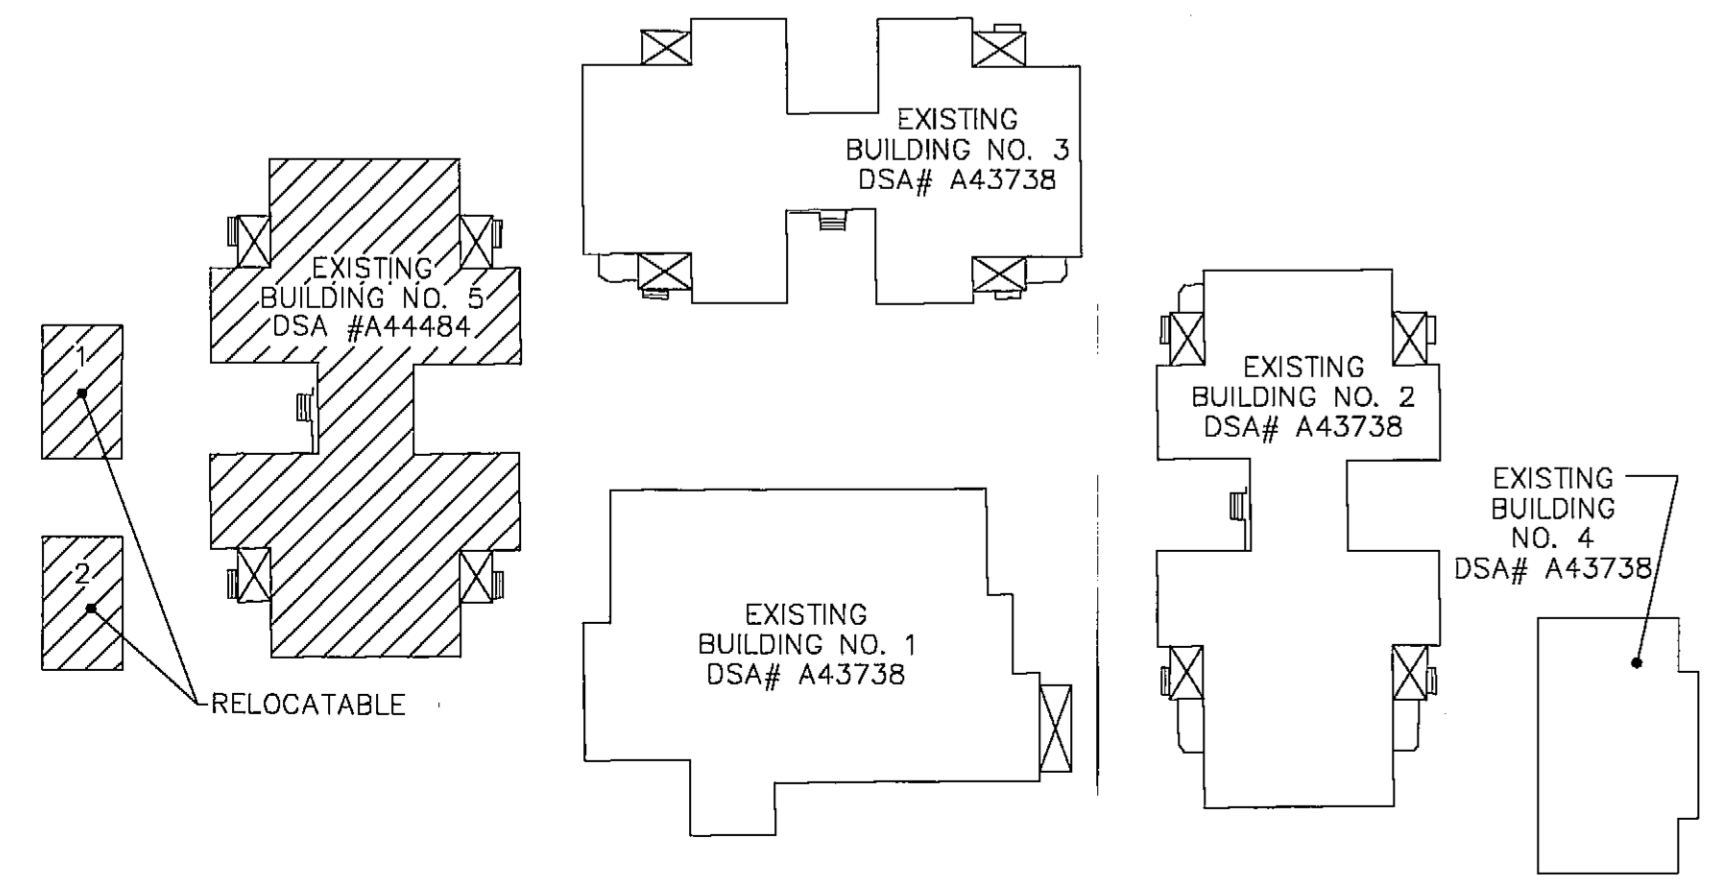 EXISTING
BUILDING NO. 3
DSA# A43738
EXISTING
BUILDING NO. 5
DSA #A44484
1
EXISTING
BUILDING NO. 2
DSA# A43738
EXISTING
BUILDING
NO. 4
DSA# A43738
2
EXISTING
BUILDING NO. 1
DSA# A43738
RELOCATABLE